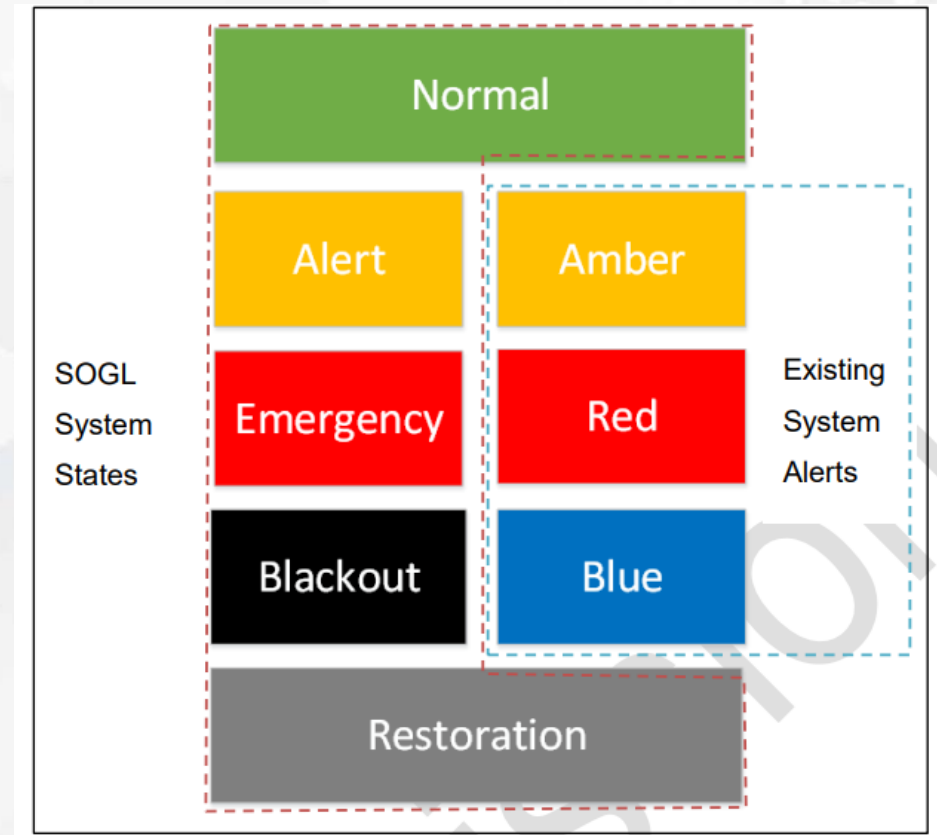 Normal
Alert
Amber
SOGL
System
States
Emergency
Red
Existing
System
Alerts
Blackout
Blue
Restoration